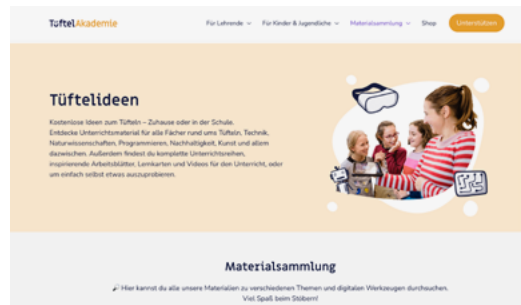 TüftelAkademie
Für Lehrende
Für Kinder & Jugendliche
Materialsammlung
Shop
Unterstützen
Tüftelideen
Kostenlose Ideen zum Tüfteln – Zuhause oder in der Schule.
Entdecke Unterrichtsmaterial für alle Fächer rund ums Tüfteln, Technik,
Naturwissenschaften, Programmieren, Nachhaltigkeit, Kunst und allem
dazwischen. Außerdem findest du komplette Unterrichtsreihen,
inspirierende Arbeitsblätter, Lernkarten und Videos für den Unterricht, oder
um einfach selbst etwas auszuprobieren.
Materialsammlung
Hier kannst du alle unsere Materialien zu verschiedenen Themen und digitalen Werkzeugen durchsuchen.
Viel Spaß beim Stöbern!